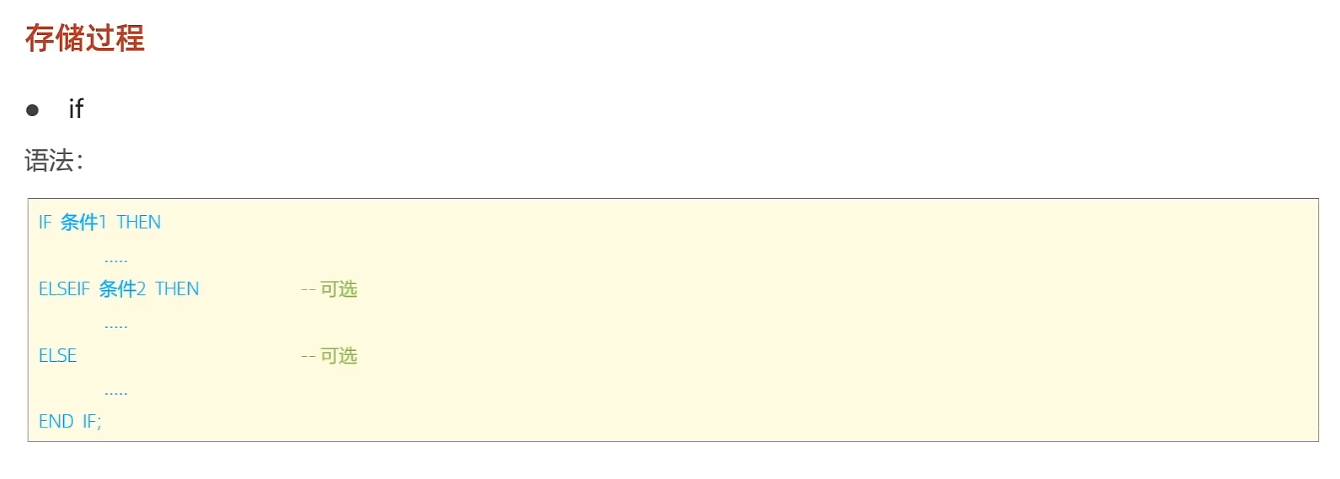 存储过程
● if
语法：
IF 条件1 THEN
.....
ELSEIF 条件2 THEN -- 可选
.....
ELSE -- 可选
.....
END IF;